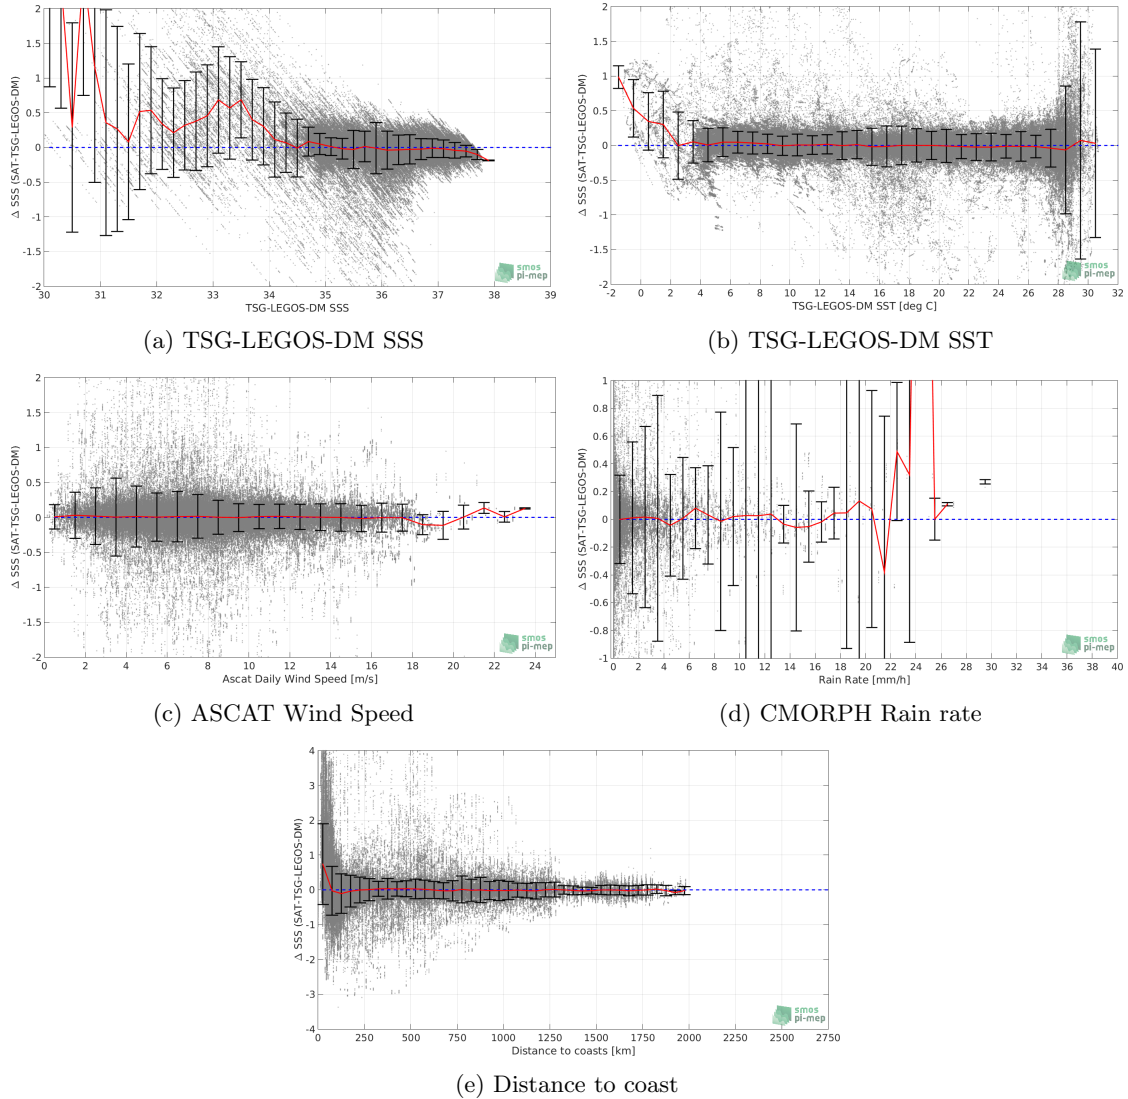 2
1.5
1
0.5
0
-0.5
-1
-1.5
-2
Δ SSS (SAT-TSG-LEGOS-DM)
30 31 32 33 34 35 36 37 38 39
TSG-LEGOS-DM SSS
smos
pi-mep
(a) TSG-LEGOS-DM SSS
2
1.5
1
0.5
0
-0.5
-1
-1.5
-2
Δ SSS (SAT-TSG-LEGOS-DM)
-2 0 2 4 6 8 10 12 14 16 18 20 22 24 26 28 30 32
TSG-LEGOS-DM SST [deg C]
smos
pi-mep
(b) TSG-LEGOS-DM SST
2
1.5
1
0.5
0
-0.5
-1
-1.5
-2
Δ SSS (SAT-TSG-LEGOS-DM)
0 2 4 6 8 10 12 14 16 18 20 22 24
Ascat Daily Wind Speed [m/s]
smos
pi-mep
(c) ASCAT Wind Speed
1
0.8
0.6
0.4
0.2
0
-0.2
-0.4
-0.6
-0.8
-1
Δ SSS (SAT-TSG-LEGOS-DM)
0 2 4 6 8 10 12 14 16 18 20 22 24 26 28 30 32 34 36 38 40
Rain Rate [mm/h]
smos
pi-mep
(d) CMORPH Rain rate
4
3
2
1
0
-1
-2
-3
-4
Δ SSS (SAT-TSG-LEGOS-DM)
0 250 500 750 1000 1250 1500 1750 2000 2250 2500 2750
Distance to coasts [km]
smos
pi-mep
(e) Distance to coast